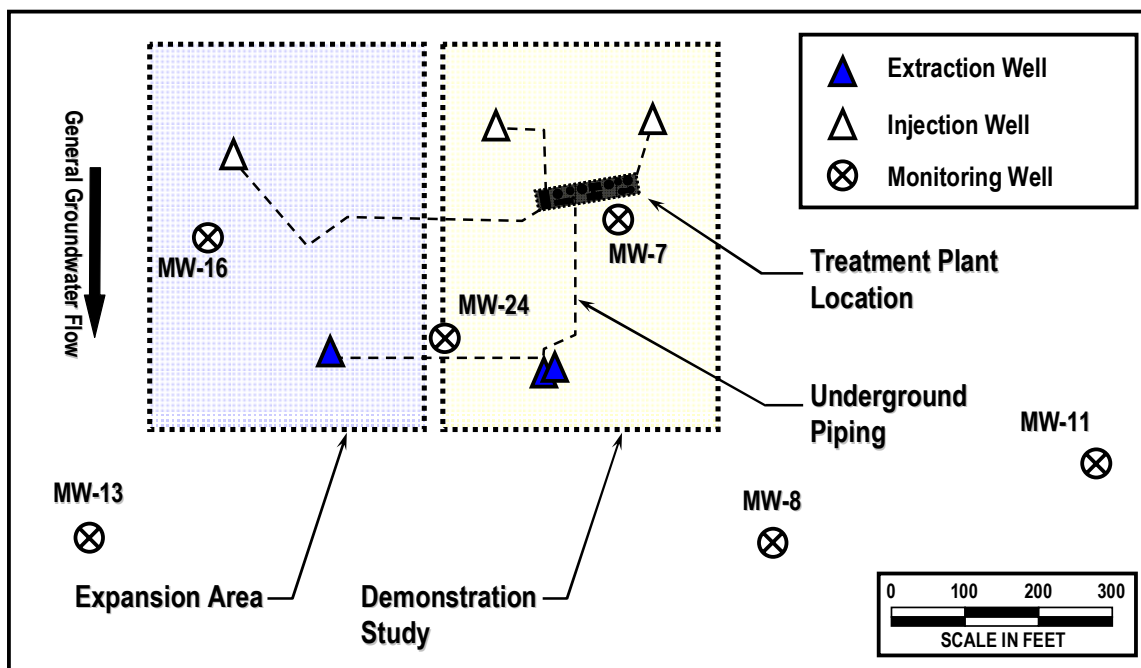 Extraction Well
Injection Well
Monitoring Well
General Groundwater Flow
MW-16
MW-7
MW-24
Treatment Plant
Location
Underground
Piping
MW-11
MW-13
MW-8
Expansion Area
Demonstration
Study
0 100 200 300
SCALE IN FEET